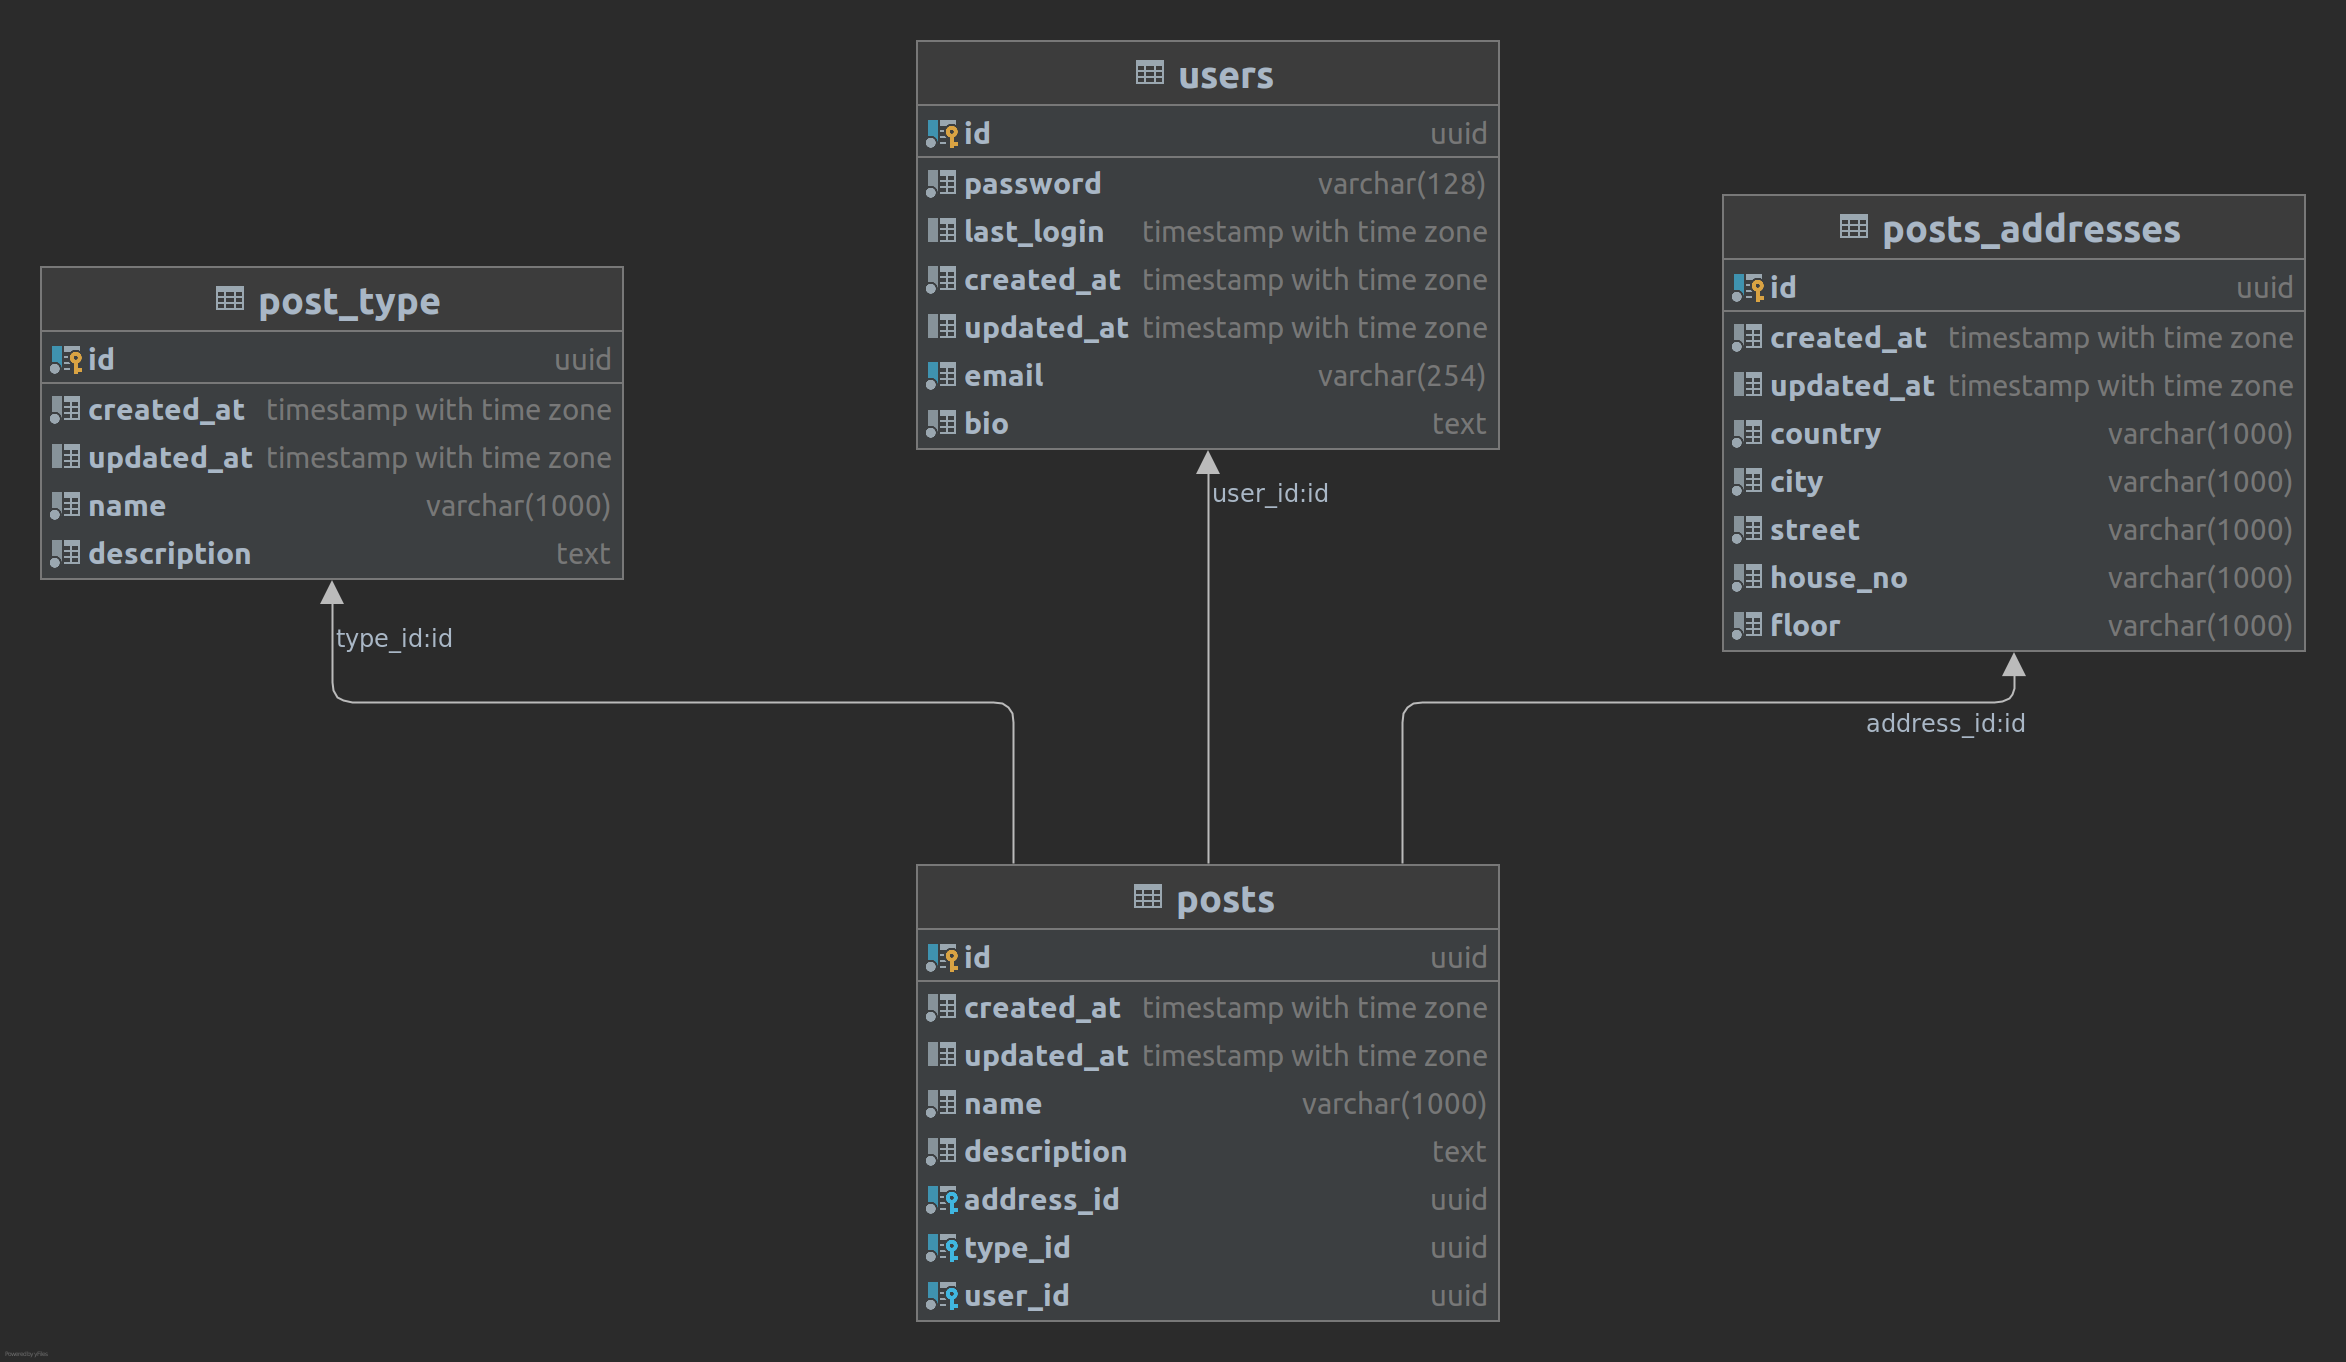 users
id uuid
password varchar(128)
last_login timestamp with time zone
created_at timestamp with time zone
updated_at timestamp with time zone
email varchar(254)
bio text
posts_addresses
id uuid
created_at timestamp with time zone
updated_at timestamp with time zone
country varchar(1000)
city varchar(1000)
street varchar(1000)
house_no varchar(1000)
floor varchar(1000)
post_type
id uuid
created_at timestamp with time zone
updated_at timestamp with time zone
name varchar(1000)
description text
user_id:id
type_id:id
address_id:id
posts
id uuid
created_at timestamp with time zone
updated_at timestamp with time zone
name varchar(1000)
description text
address_id uuid
type_id uuid
user_id uuid
Powered by yFiles